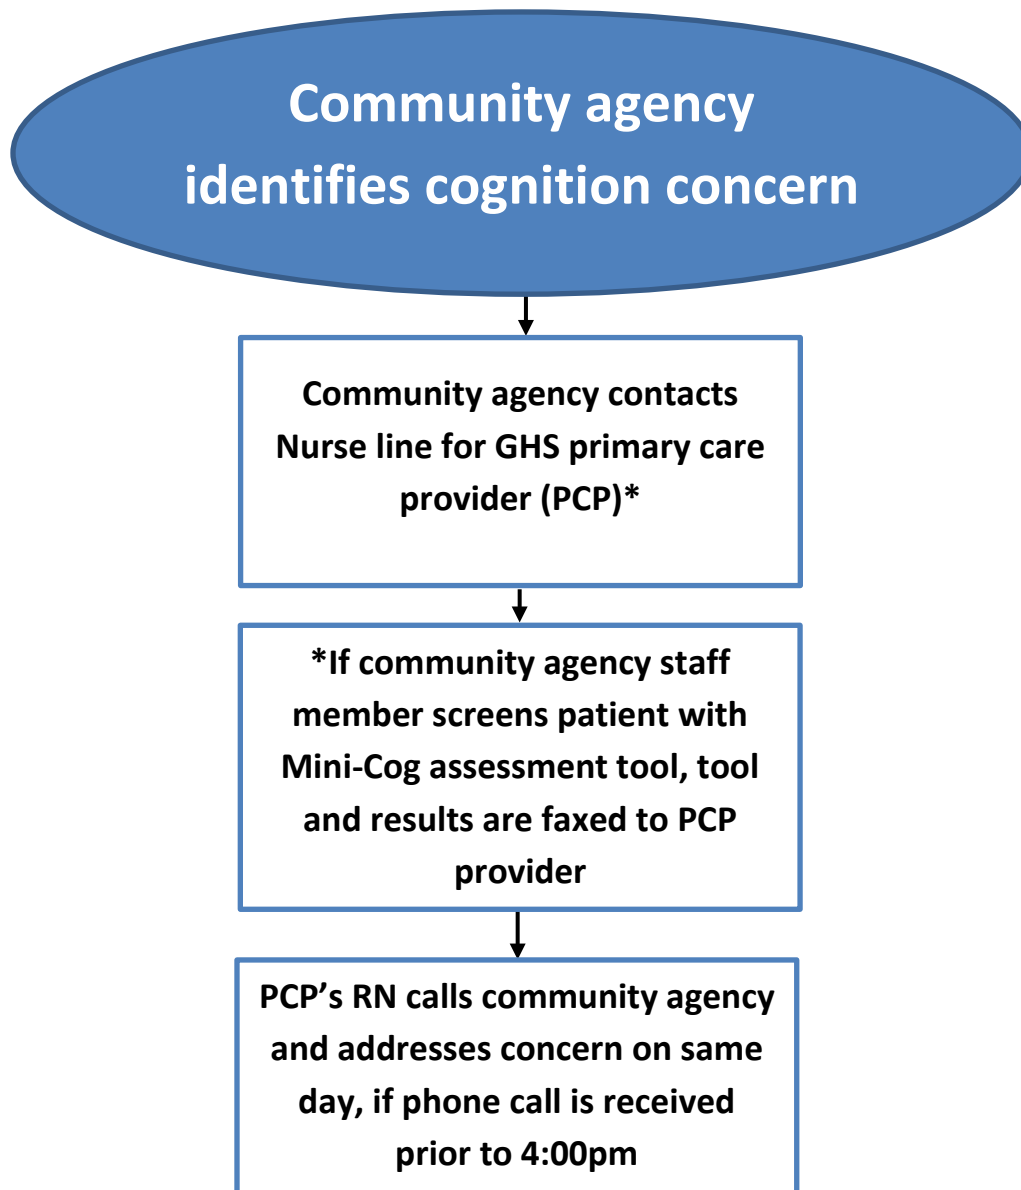 Community agency
identifies cognition concern
Community agency contacts
Nurse line for GHS primary care
provider (PCP)*
*If community agency staff
member screens patient with
Mini-Cog assessment tool, tool
and results are faxed to PCP
provider
PCP’s RN calls community agency
and addresses concern on same
day, if phone call is received
prior to 4:00pm